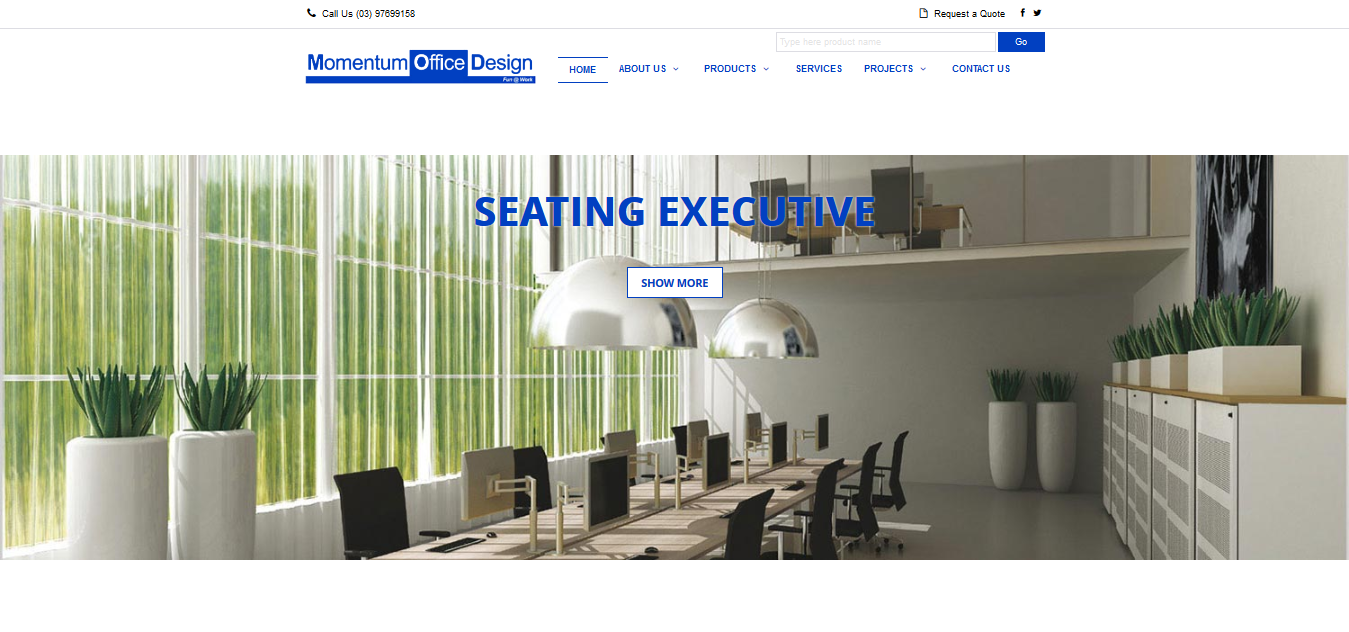 Call Us (03) 97699158
Request a Quote
Type here product name
Go
Momentum Office Design
Fun @ Work
HOME
ABOUT US
PRODUCTS
SERVICES
PROJECTS
CONTACT US
SEATING EXECUTIVE
SHOW MORE